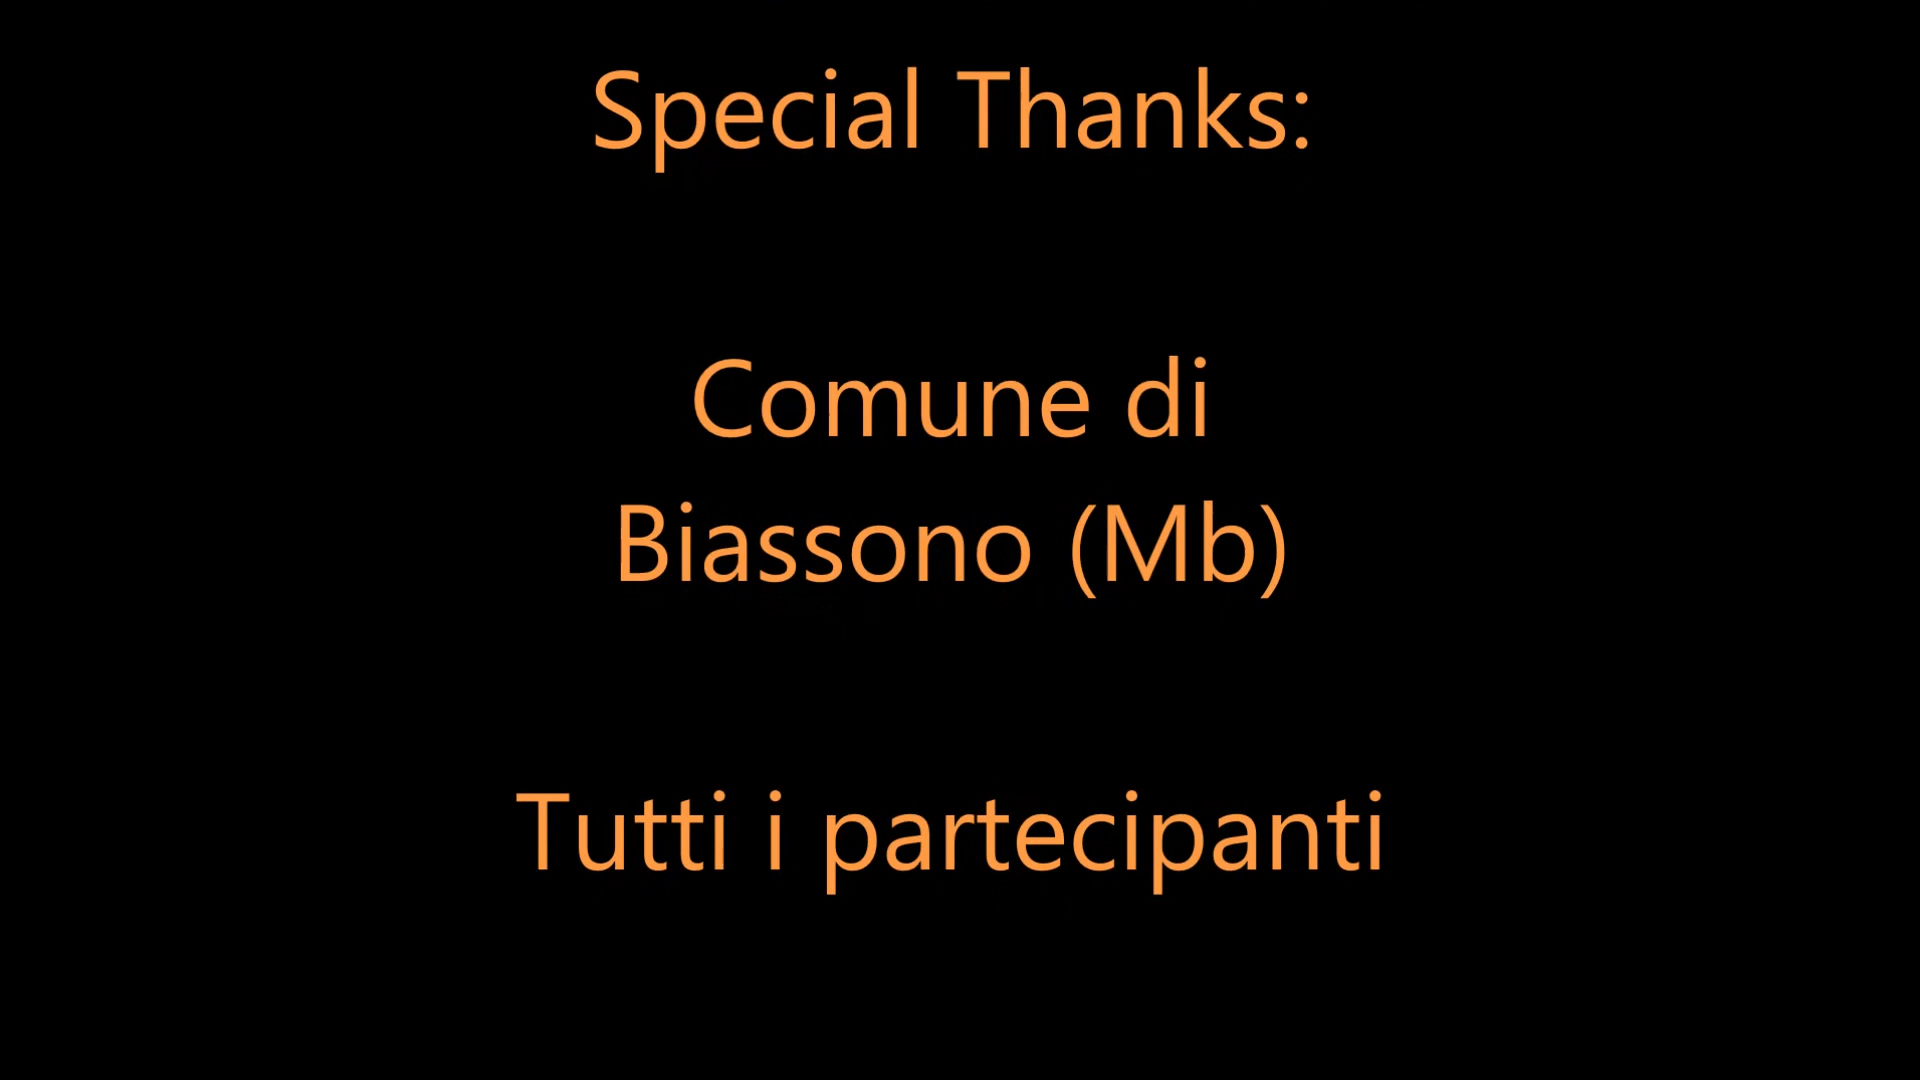 Special Thanks:
Comune di
Biassono (Mb)
Tutti i partecipanti